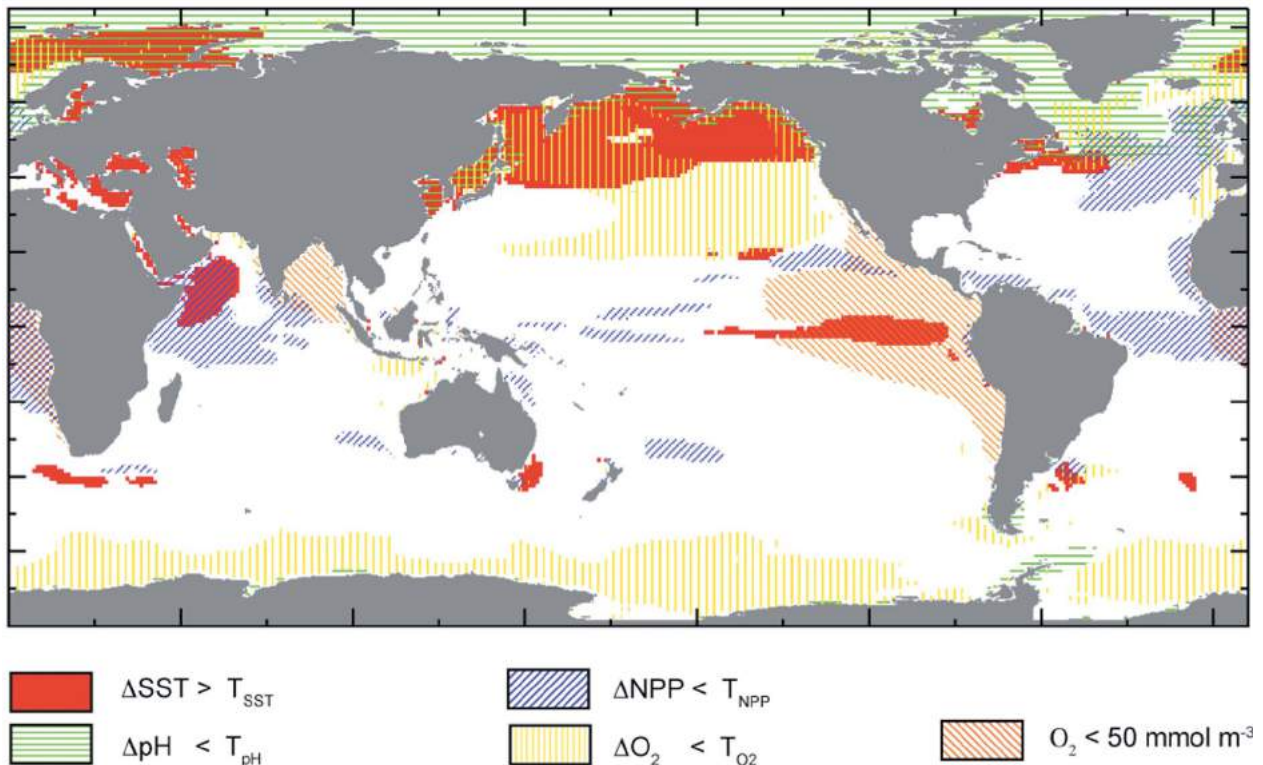 ΔSST > T_SST
ΔNPP < T_NPP
ΔpH < T_pH
ΔO₂ < T_O2
O₂ < 50 mmol m⁻³